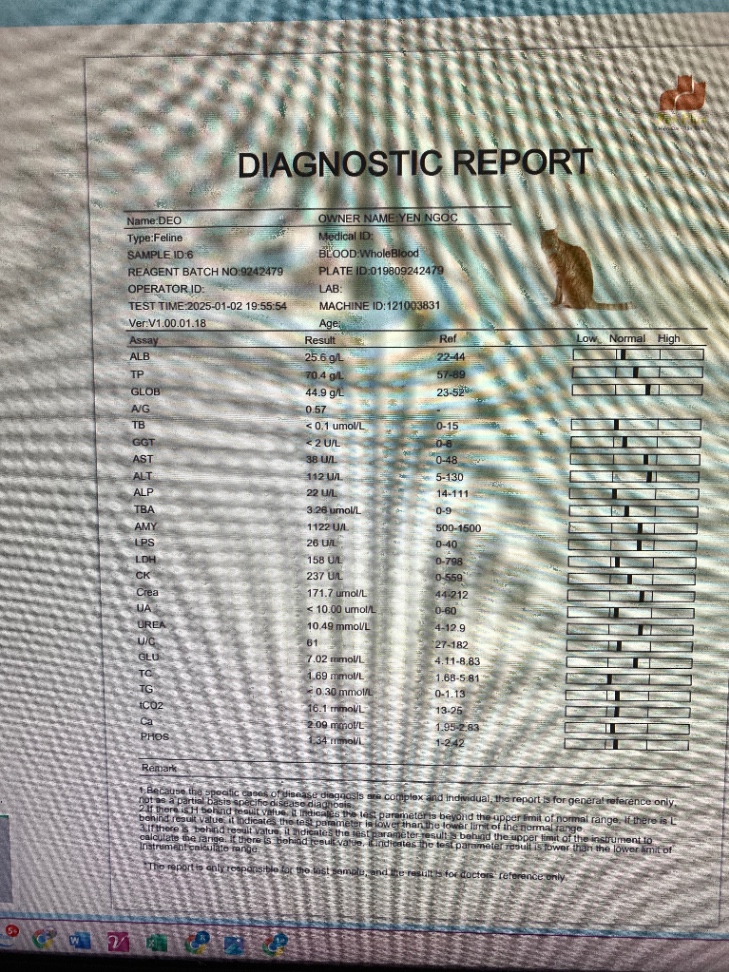 DIAGNOSTIC REPORT
Name:DEO OWNER NAME:YEN NGOC
Type:Feline Medical ID:
SAMPLE ID:6 BLOOD:WholeBlood
REAGENT BATCH NO:9242479 PLATE ID:019809242479
OPERATOR ID: LAB:
TEST TIME:2025-01-02 19:55:54 MACHINE ID:121003831
Ver:V1.00.01.18 Age:
Assay Result Ref Low Normal High
ALB 25.6 g/L 22-44
TP 70.4 g/L 57-89
GLOB 44.9 g/L 23-52
A/G 0.57 -
TB < 0.1 umol/L 0-15
GGT < 2 U/L 0-8
AST 38 U/L 0-48
ALT 112 U/L 5-130
ALP 22 U/L 14-111
TBA 3.26 umol/L 0-9
AMY 1122 U/L 500-1500
LPS 26 U/L 0-40
LDH 158 U/L 0-798
CK 237 U/L 0-559
Crea 171.7 umol/L 44-212
UA < 10.00 umol/L 0-60
UREA 10.49 mmol/L 4-12.9
U/C 61 27-182
GLU 7.02 mmol/L 4.11-8.83
TC 1.69 mmol/L 1.68-5.81
TG < 0.30 mmol/L 0-1.13
tCO2 16.1 mmol/L 13-25
Ca 2.09 mmol/L 1.95-2.83
PHOS 1.34 mmol/L 1-2.42
Remark
1.Because the specific cases of disease diagnosis are complex and individual, the report is for general reference only,
not as a partial basis specific disease diagnosis.
2.If there is H behind result value, it indicates the test parameter is beyond the upper limit of normal range, If there is L
behind result value, it indicates the test parameter is lower than the lower limit of the normal range
3.If there is behind result value, it indicates the test parameter result is behind the upper limit of the instrument to
calculate the range. If there is behind result value, it indicates the test parameter result is lower than the lower limit of
instrument calculate range
*The report is only responsible for the test sample, and the result is for doctors' reference only
5+
W